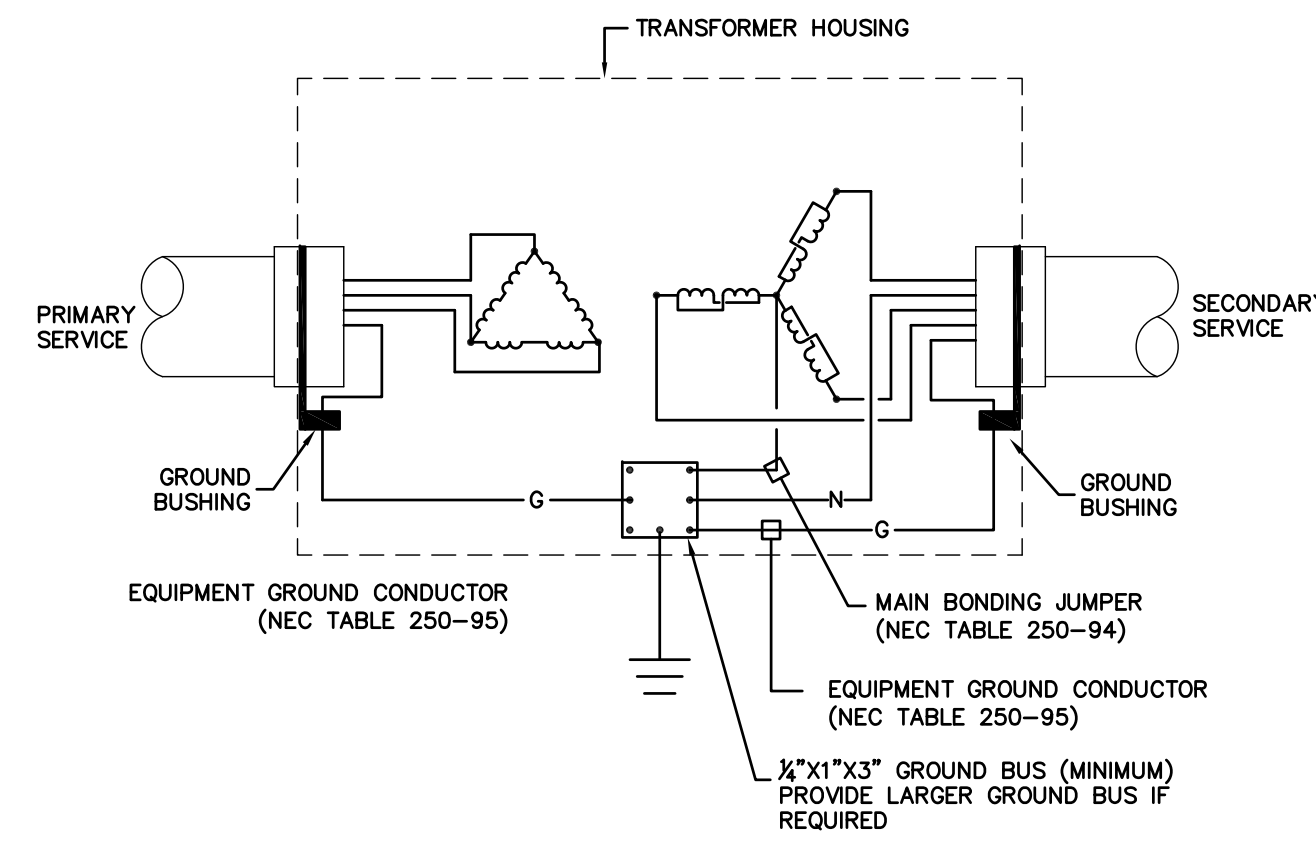 TRANSFORMER HOUSING
PRIMARY
SERVICE
SECONDARY
SERVICE
GROUND
BUSHING
GROUND
BUSHING
G
N
G
EQUIPMENT GROUND CONDUCTOR
(NEC TABLE 250-95)
MAIN BONDING JUMPER
(NEC TABLE 250-94)
EQUIPMENT GROUND CONDUCTOR
(NEC TABLE 250-95)
¼"X1"X3" GROUND BUS (MINIMUM)
PROVIDE LARGER GROUND BUS IF
REQUIRED